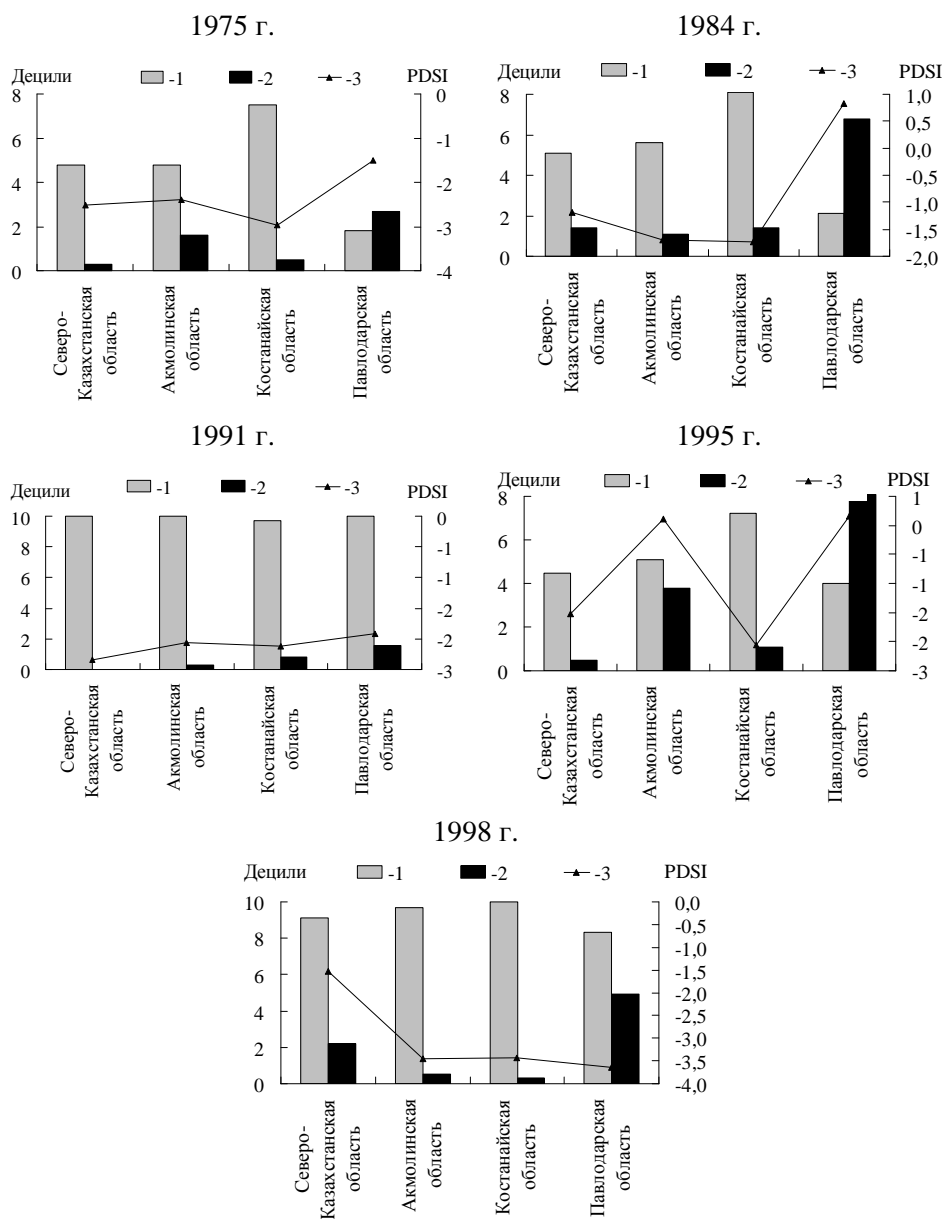 1975 г.
Децили -1 -2 -3 PDSI
8
6
4
2
0
0
-1
-2
-3
-4
Северо-
Казахстанская
область
Акмолинская
область
Костанайская
область
Павлодарская
область
1984 г.
Децили -1 -2 -3 PDSI
8
6
4
2
0
1,0
0,5
0,0
-0,5
-1,0
-1,5
-2,0
Северо-
Казахстанская
область
Акмолинская
область
Костанайская
область
Павлодарская
область
1991 г.
Децили -1 -2 -3 PDSI
10
8
6
4
2
0
0
-1
-1
-2
-2
-3
Северо-
Казахстанская
область
Акмолинская
область
Костанайская
область
Павлодарская
область
1995 г.
Децили -1 -2 -3 PDSI
8
6
4
2
0
1
0
-1
-2
-2
-3
Северо-
Казахстанская
область
Акмолинская
область
Костанайская
область
Павлодарская
область
1998 г.
Децили -1 -2 -3 PDSI
10
8
6
4
2
0
0,0
-0,5
-1,0
-1,5
-2,0
-2,5
-3,0
-3,5
-4,0
Северо-
Казахстанская
область
Акмолинская
область
Костанайская
область
Павлодарская
область